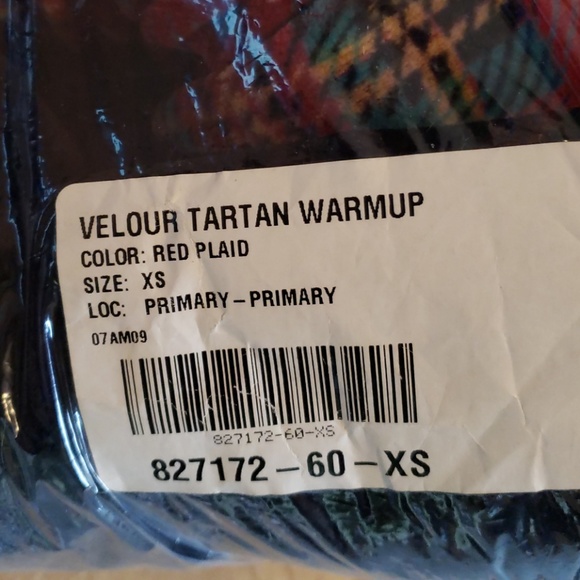 VELOUR TARTAN WARMUP
COLOR: RED PLAID
SIZE: XS
LOC: PRIMARY-PRIMARY
07AM09
827172-60-XS
827172-60-XS